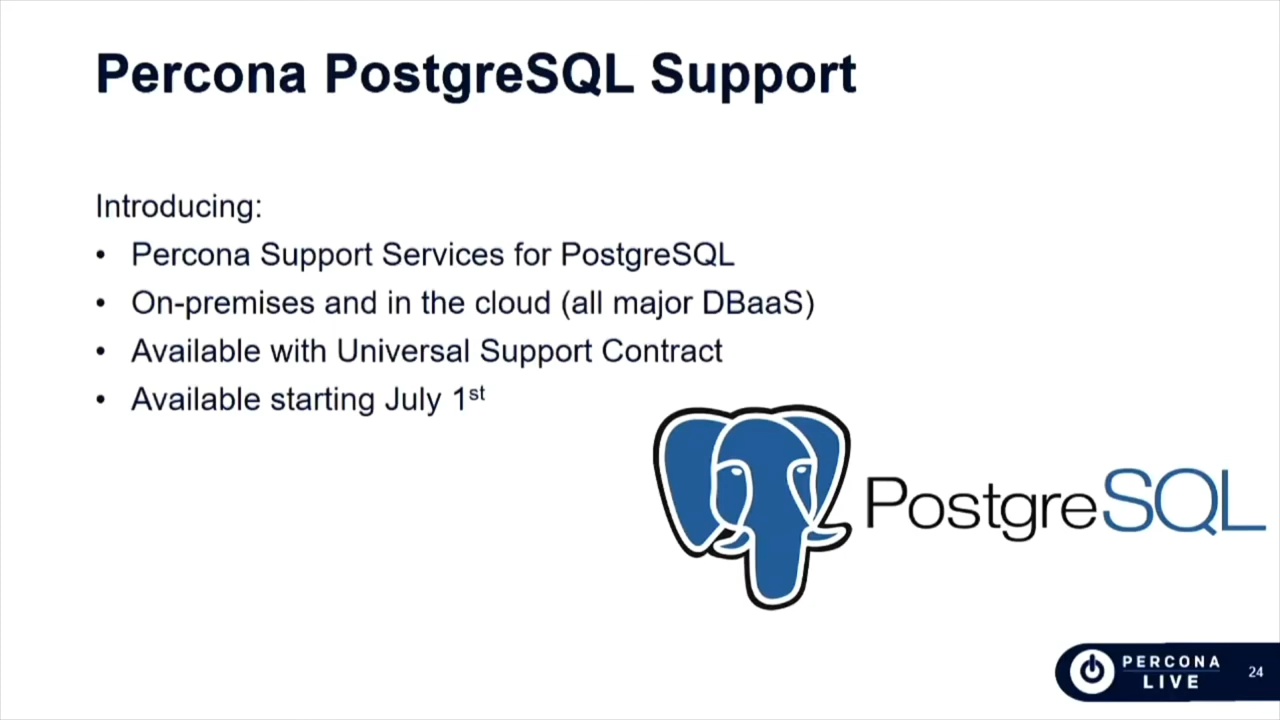 Percona PostgreSQL Support
Introducing:
• Percona Support Services for PostgreSQL
• On-premises and in the cloud (all major DBaaS)
• Available with Universal Support Contract
• Available starting July 1st
PostgreSQL
PERCONA
LIVE
24